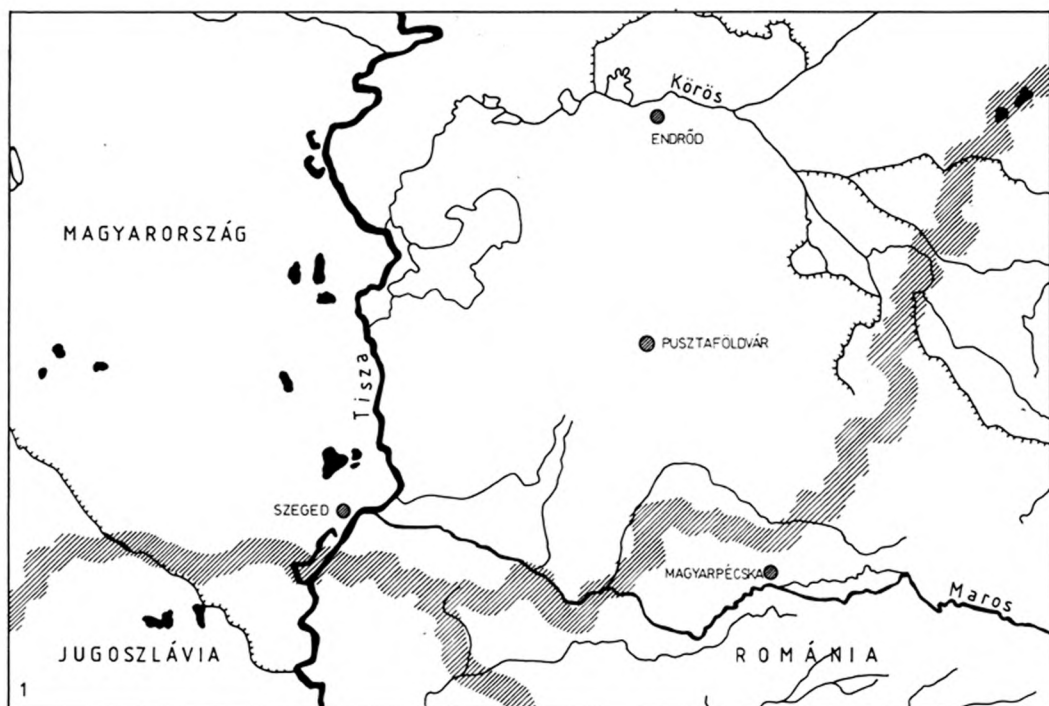 Körös
ENDRŐD
MAGYARORSZÁG
PUSZTAFÖLDVÁR
Tisza
SZEGED
MAGYARPÉCSKA
Maros
JUGOSZLÁVIA
ROMÁNIA
1